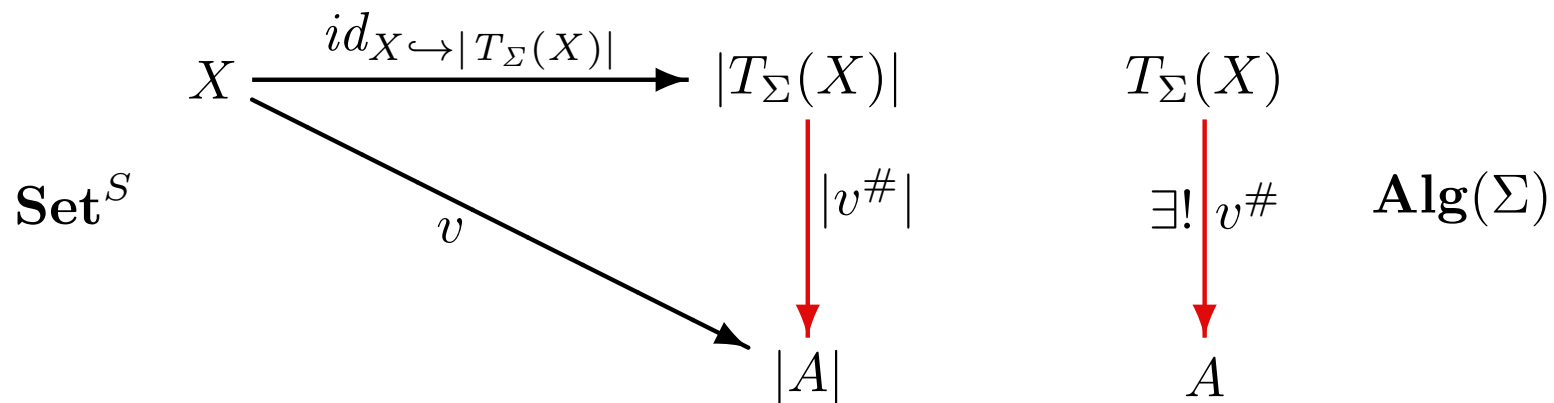 id_{X↪|T_Σ(X)|}
X |T_Σ(X)| T_Σ(X)
Set^S v |v^#| ∃! v^# Alg(Σ)
|A| A